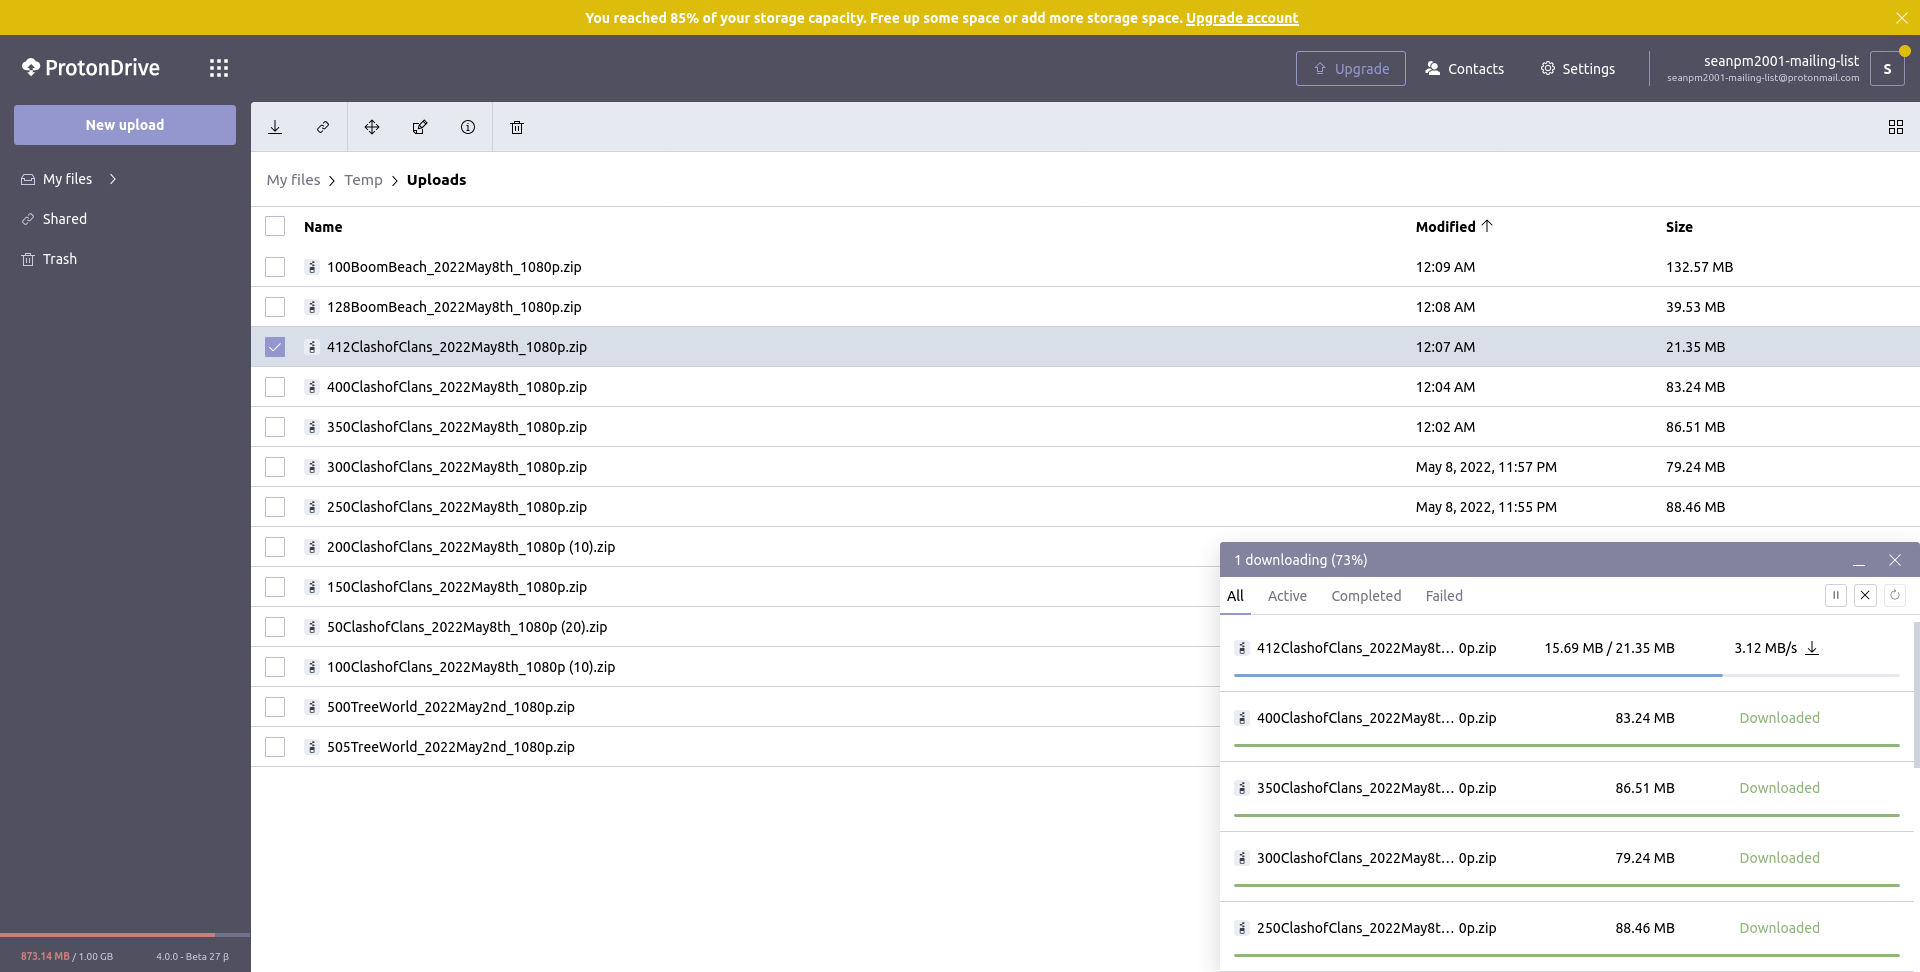 You reached 85% of your storage capacity. Free up some space or add more storage space. Upgrade account
ProtonDrive
Upgrade
Contacts
Settings
seanpm2001-mailing-list
seanpm2001-mailing-list@protonmail.com
S
New upload
My files
Shared
Trash
My files > Temp > Uploads
Name Modified Size
100BoomBeach_2022May8th_1080p.zip 12:09 AM 132.57 MB
128BoomBeach_2022May8th_1080p.zip 12:08 AM 39.53 MB
412ClashofClans_2022May8th_1080p.zip 12:07 AM 21.35 MB
400ClashofClans_2022May8th_1080p.zip 12:04 AM 83.24 MB
350ClashofClans_2022May8th_1080p.zip 12:02 AM 86.51 MB
300ClashofClans_2022May8th_1080p.zip May 8, 2022, 11:57 PM 79.24 MB
250ClashofClans_2022May8th_1080p.zip May 8, 2022, 11:55 PM 88.46 MB
200ClashofClans_2022May8th_1080p (10).zip
150ClashofClans_2022May8th_1080p.zip
50ClashofClans_2022May8th_1080p (20).zip
100ClashofClans_2022May8th_1080p (10).zip
500TreeWorld_2022May2nd_1080p.zip
505TreeWorld_2022May2nd_1080p.zip
1 downloading (73%)
All Active Completed Failed
412ClashofClans_2022May8t… 0p.zip 15.69 MB / 21.35 MB 3.12 MB/s
400ClashofClans_2022May8t… 0p.zip 83.24 MB Downloaded
350ClashofClans_2022May8t… 0p.zip 86.51 MB Downloaded
300ClashofClans_2022May8t… 0p.zip 79.24 MB Downloaded
250ClashofClans_2022May8t… 0p.zip 88.46 MB Downloaded
873.14 MB / 1.00 GB 4.0.0 - Beta 27 β